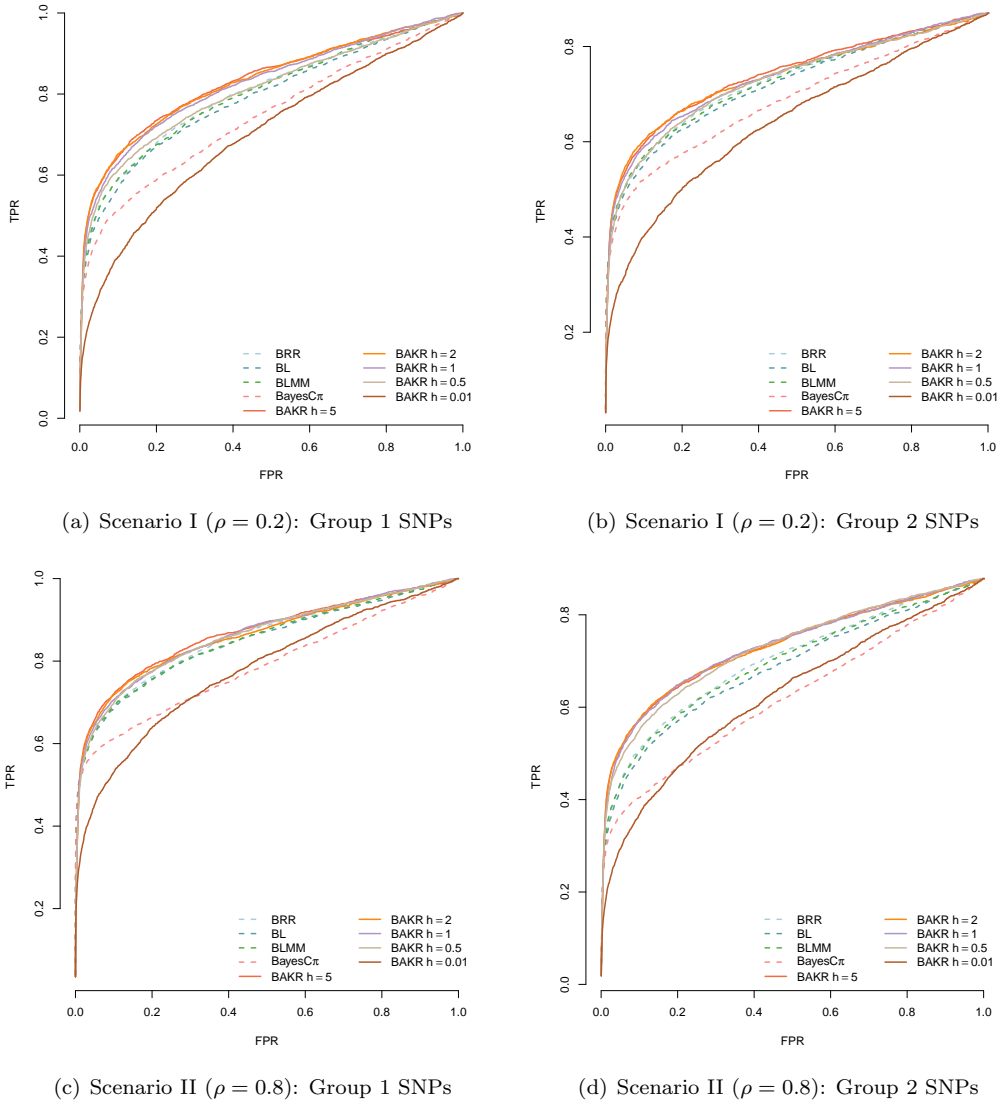 1.0
0.8
0.6
0.4
0.2
0.0
TPR
BRR
BL
BLMM
BayesCπ
BAKR h = 5
BAKR h = 2
BAKR h = 1
BAKR h = 0.5
BAKR h = 0.01
0.0 0.2 0.4 0.6 0.8 1.0
FPR
(a) Scenario I (ρ = 0.2): Group 1 SNPs
0.8
0.6
0.4
0.2
TPR
BRR
BL
BLMM
BayesCπ
BAKR h = 5
BAKR h = 2
BAKR h = 1
BAKR h = 0.5
BAKR h = 0.01
0.0 0.2 0.4 0.6 0.8 1.0
FPR
(b) Scenario I (ρ = 0.2): Group 2 SNPs
1.0
0.8
0.6
0.4
0.2
TPR
BRR
BL
BLMM
BayesCπ
BAKR h = 5
BAKR h = 2
BAKR h = 1
BAKR h = 0.5
BAKR h = 0.01
0.0 0.2 0.4 0.6 0.8 1.0
FPR
(c) Scenario II (ρ = 0.8): Group 1 SNPs
0.8
0.6
0.4
0.2
0.0
TPR
BRR
BL
BLMM
BayesCπ
BAKR h = 5
BAKR h = 2
BAKR h = 1
BAKR h = 0.5
BAKR h = 0.01
0.0 0.2 0.4 0.6 0.8 1.0
FPR
(d) Scenario II (ρ = 0.8): Group 2 SNPs